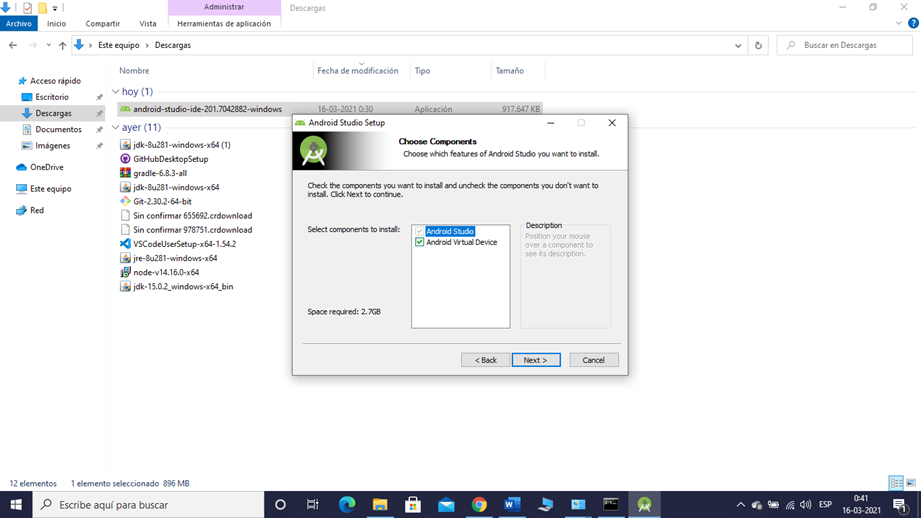 Administrar
Descargas
Archivo
Inicio
Compartir
Vista
Herramientas de aplicación
Este equipo
Descargas
Buscar en Descargas
Nombre
Fecha de modificación
Tipo
Tamaño
Acceso rápido
Escritorio
Descargas
Documentos
Imágenes
OneDrive
Este equipo
Red
hoy (1)
android-studio-ide-201.7042882-windows
16-03-2021 0:30
Aplicación
917.647 KB
ayer (11)
jdk-8u281-windows-x64 (1)
GitHubDesktopSetup
gradle-6.8.3-all
jdk-8u281-windows-x64
Git-2.30.2-64-bit
Sin confirmar 655692.crdownload
Sin confirmar 978751.crdownload
VSCodeUserSetup-x64-1.54.2
jre-8u281-windows-x64
node-v14.16.0-x64
jdk-15.0.2_windows-x64_bin
Android Studio Setup
Choose Components
Choose which features of Android Studio you want to install.
Check the components you want to install and uncheck the components you don't want to
install. Click Next to continue.
Select components to install:
Android Studio
Android Virtual Device
Description
Position your mouse
over a component to
see its description.
Space required: 2.7GB
< Back
Next >
Cancel
12 elementos
1 elemento seleccionado 896 MB
Escribe aquí para buscar
ESP
0:41
16-03-2021
1